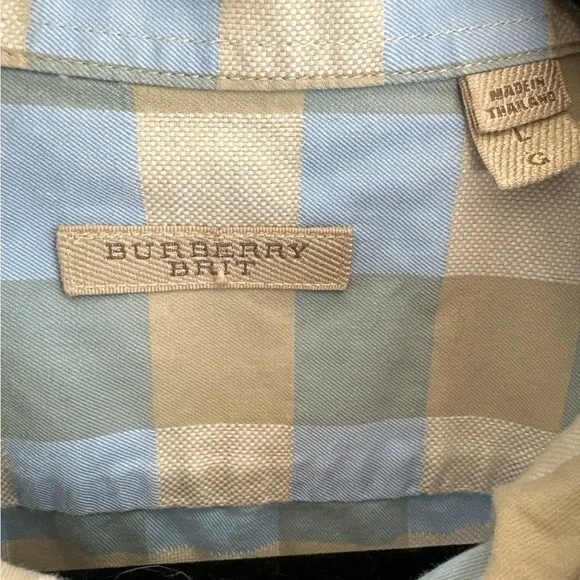 MADE IN
THAILAND
L
G
BURBERRY
BRIT